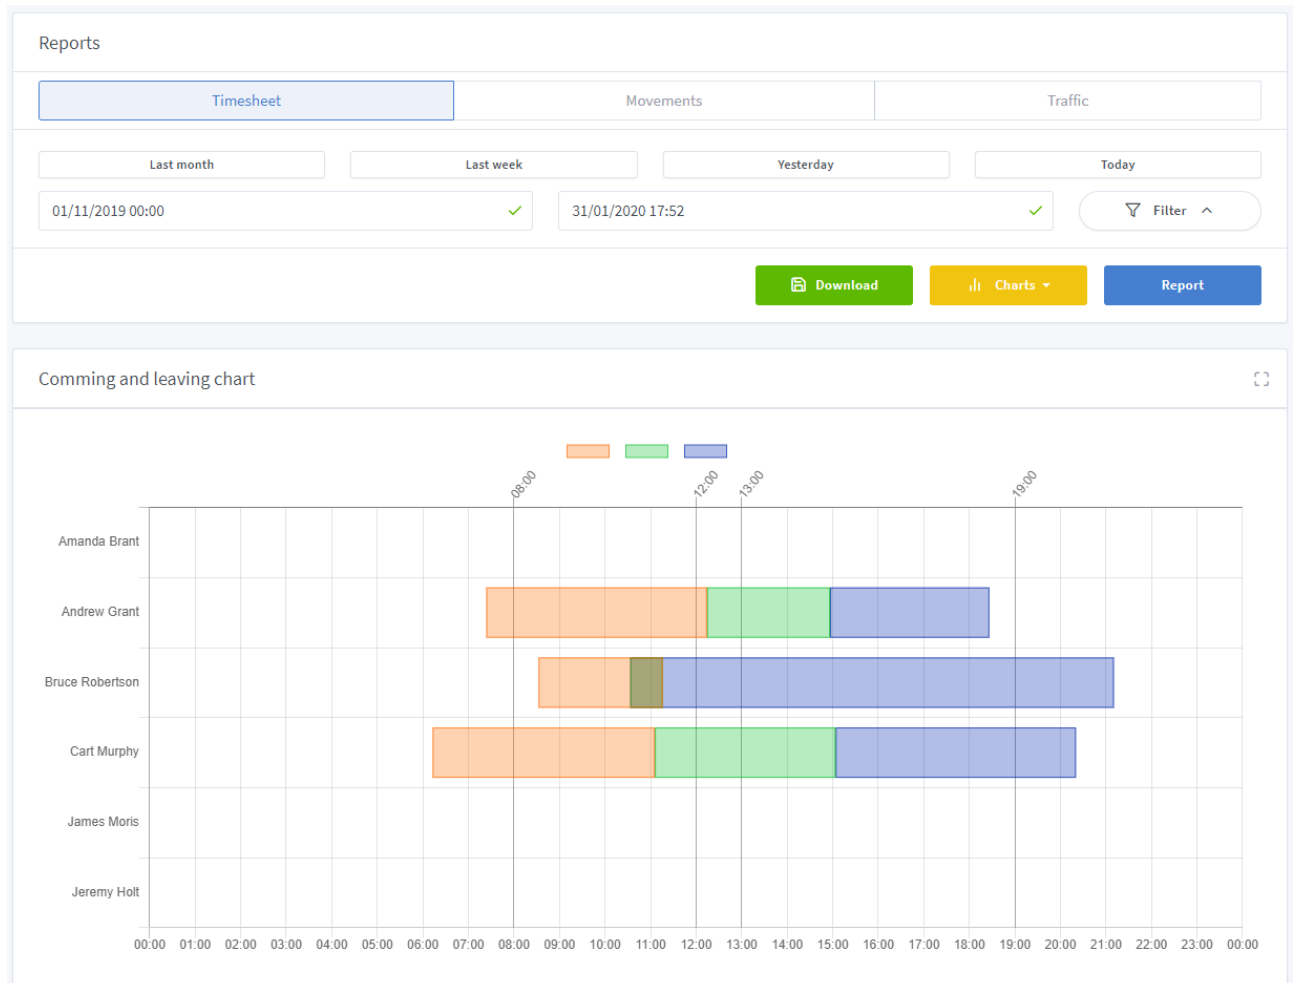 Reports
Timesheet Movements Traffic
Last month Last week Yesterday Today
01/11/2019 00:00 31/01/2020 17:52 Filter
Download Charts Report
Comming and leaving chart
08:00 12:00 13:00 19:00
Amanda Brant
Andrew Grant
Bruce Robertson
Cart Murphy
James Moris
Jeremy Holt
00:00 01:00 02:00 03:00 04:00 05:00 06:00 07:00 08:00 09:00 10:00 11:00 12:00 13:00 14:00 15:00 16:00 17:00 18:00 19:00 20:00 21:00 22:00 23:00 00:00